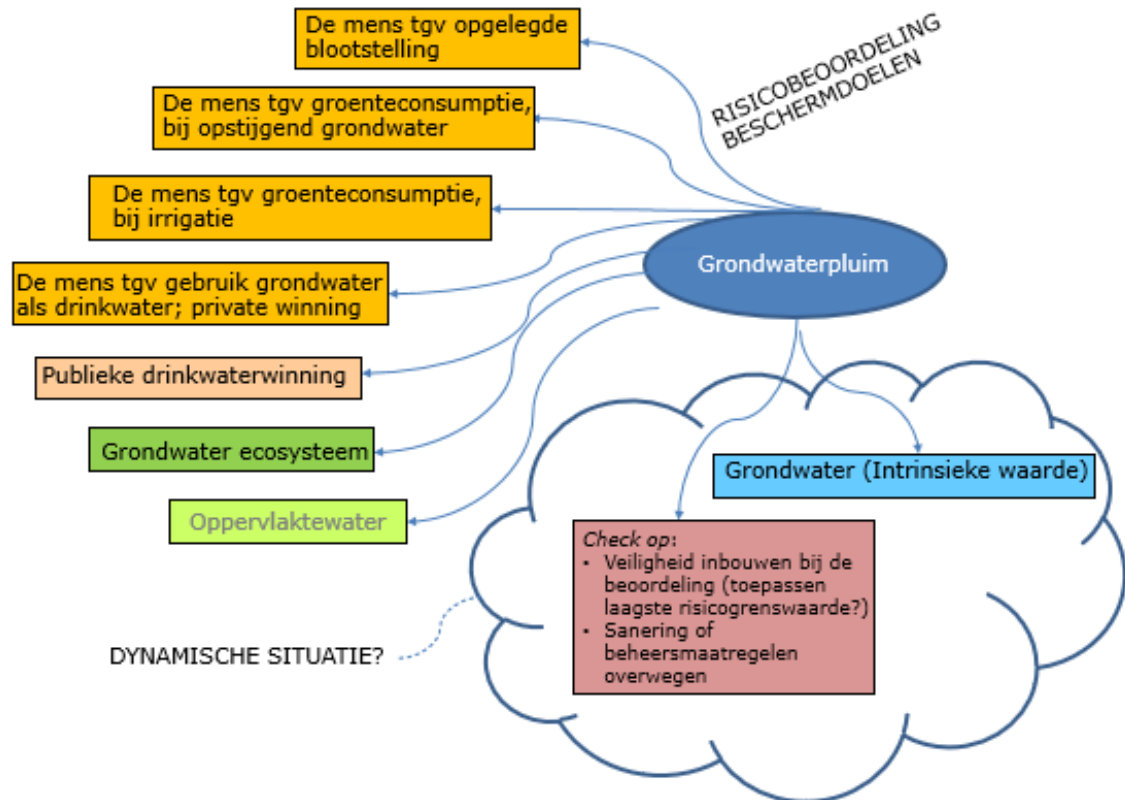 De mens tgv opgelegde
blootstelling
RISICOBEOORDELING
BESCHERMDOELEN
De mens tgv groenteconsumptie,
bij opstijgend grondwater
De mens tgv groenteconsumptie,
bij irrigatie
Grondwaterpluim
De mens tgv gebruik grondwater
als drinkwater; private winning
Publieke drinkwaterwinning
Grondwater ecosysteem
Grondwater (Intrinsieke waarde)
Oppervlaktewater
Check op:
• Veiligheid inbouwen bij de
beoordeling (toepassen
laagste risicogrenswaarde?)
• Sanering of
beheersmaatregelen
overwegen
DYNAMISCHE SITUATIE?